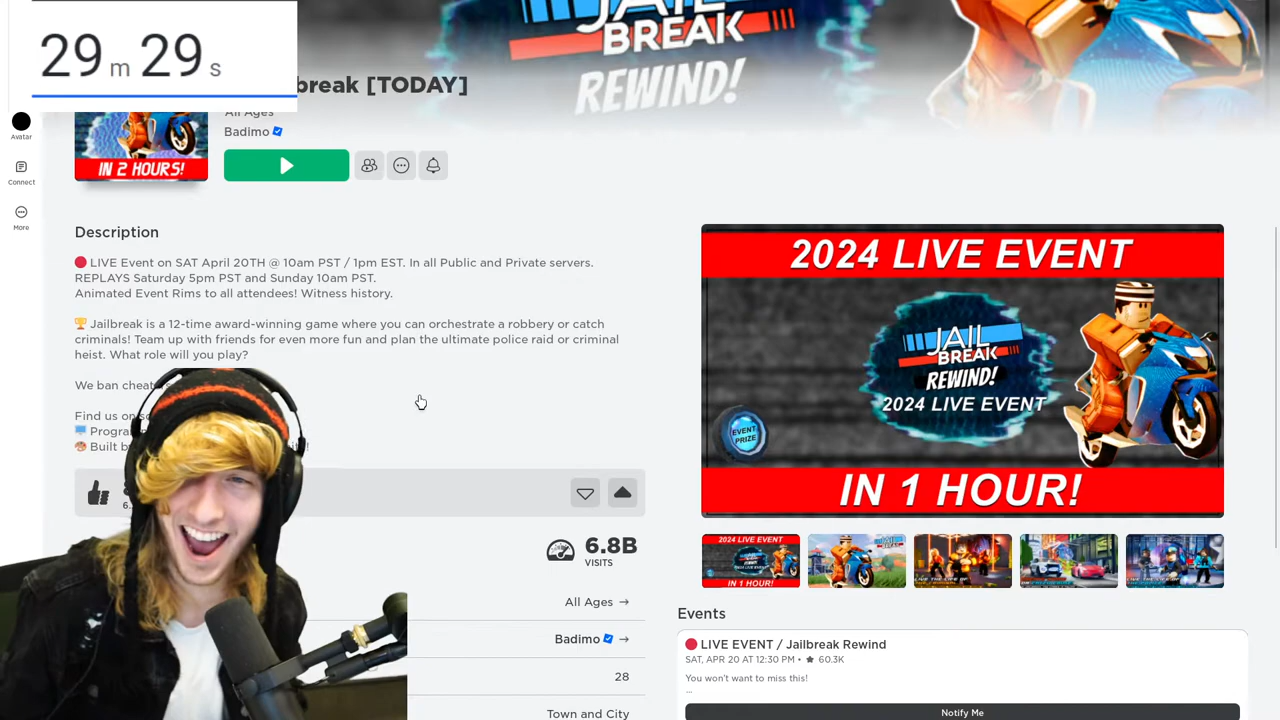 29 m 29 s
JAIL
BREAK
REWIND!
break [TODAY]
All Ages
Badimo
IN 2 HOURS!
Avatar
Connect
More
Description
🔴 LIVE Event on SAT April 20TH @ 10am PST / 1pm EST. In all Public and Private servers.
REPLAYS Saturday 5pm PST and Sunday 10am PST.
Animated Event Rims to all attendees! Witness history.
🏆 Jailbreak is a 12-time award-winning game where you can orchestrate a robbery or catch
criminals! Team up with friends for even more fun and plan the ultimate police raid or criminal
heist. What role will you play?
We ban cheat
Find us on
Progra
Built b
6.8B
VISITS
All Ages →
Badimo →
28
Town and City
2024 LIVE EVENT
JAIL
BREAK
REWIND!
2024 LIVE EVENT
EVENT
PRIZE
IN 1 HOUR!
2024 LIVE EVENT
IN 1 HOUR!
Events
🔴 LIVE EVENT / Jailbreak Rewind
SAT, APR 20 AT 12:30 PM • ★ 60.3K
You won't want to miss this!
...
Notify Me